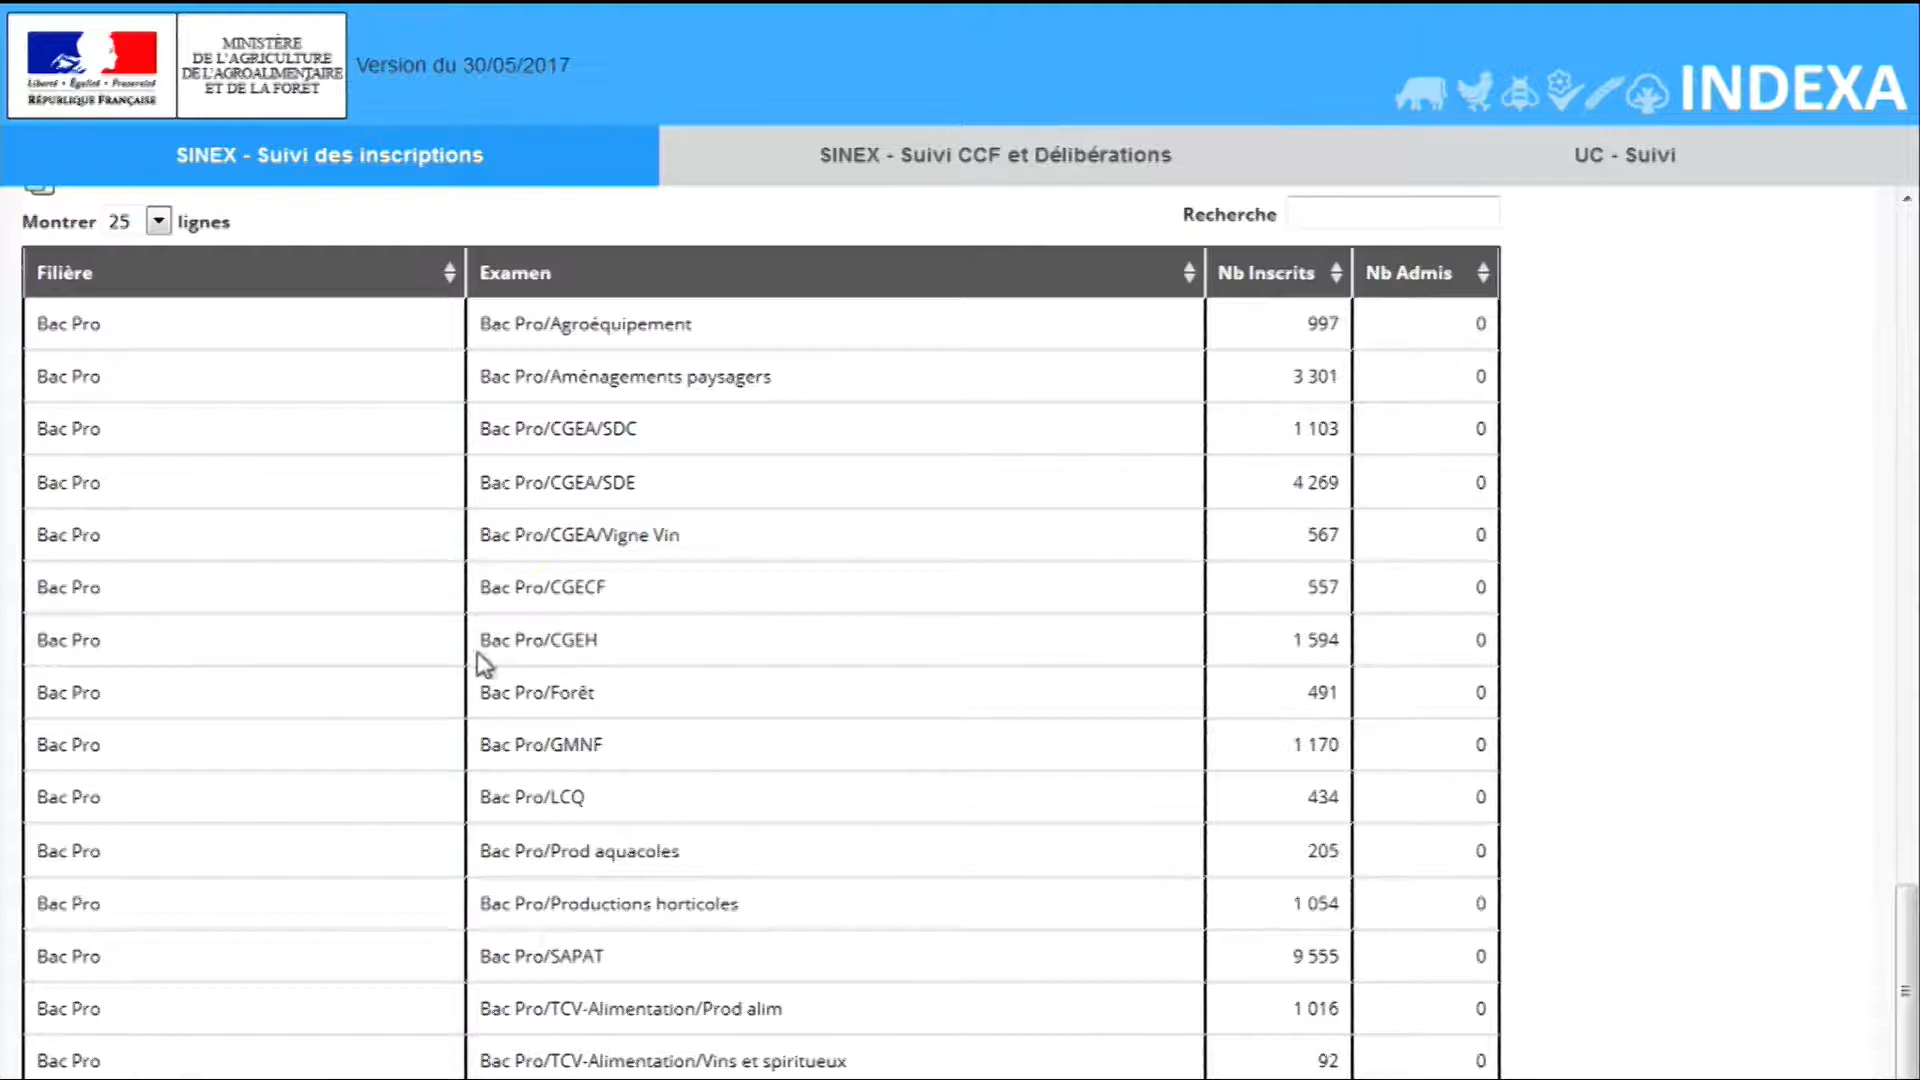 Liberté • Égalité • Fraternité
RÉPUBLIQUE FRANÇAISE
MINISTÈRE
DE L'AGRICULTURE
DE L'AGROALIMENTAIRE
ET DE LA FORÊT
Version du 30/05/2017
INDEXA
SINEX - Suivi des inscriptions
SINEX - Suivi CCF et Délibérations
UC - Suivi
Montrer 25 lignes
Recherche
Filière Examen Nb Inscrits Nb Admis
Bac Pro Bac Pro/Agroéquipement 997 0
Bac Pro Bac Pro/Aménagements paysagers 3 301 0
Bac Pro Bac Pro/CGEA/SDC 1 103 0
Bac Pro Bac Pro/CGEA/SDE 4 269 0
Bac Pro Bac Pro/CGEA/Vigne Vin 567 0
Bac Pro Bac Pro/CGECF 557 0
Bac Pro Bac Pro/CGEH 1 594 0
Bac Pro Bac Pro/Forêt 491 0
Bac Pro Bac Pro/GMNF 1 170 0
Bac Pro Bac Pro/LCQ 434 0
Bac Pro Bac Pro/Prod aquacoles 205 0
Bac Pro Bac Pro/Productions horticoles 1 054 0
Bac Pro Bac Pro/SAPAT 9 555 0
Bac Pro Bac Pro/TCV-Alimentation/Prod alim 1 016 0
Bac Pro Bac Pro/TCV-Alimentation/Vins et spiritueux 92 0